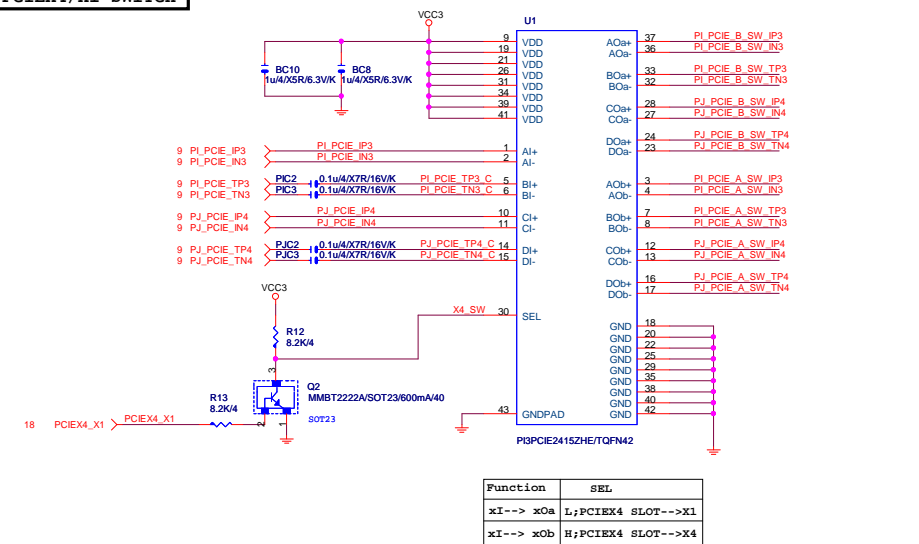 VCC3
U1
9 VDD
19 VDD
21 VDD
26 VDD
31 VDD
34 VDD
39 VDD
41 VDD
BC10
1u/4/X5R/6.3V/K
BC8
1u/4/X5R/6.3V/K
AOa+ 37 PI_PCIE_B_SW_IP3
AOa- 36 PI_PCIE_B_SW_IN3
BOa+ 33 PI_PCIE_B_SW_TP3
BOa- 32 PI_PCIE_B_SW_TN3
COa+ 28 PJ_PCIE_B_SW_IP4
COa- 27 PJ_PCIE_B_SW_IN4
DOa+ 24 PJ_PCIE_B_SW_TP4
DOa- 23 PJ_PCIE_B_SW_TN4
9 PI_PCIE_IP3 PI_PCIE_IP3 1 AI+
9 PI_PCIE_IN3 PI_PCIE_IN3 2 AI-
9 PI_PCIE_TP3 PIC2 0.1u/4/X7R/16V/K PI_PCIE_TP3_C 5 BI+
9 PI_PCIE_TN3 PIC3 0.1u/4/X7R/16V/K PI_PCIE_TN3_C 6 BI-
9 PJ_PCIE_IP4 PJ_PCIE_IP4 10 CI+
9 PJ_PCIE_IN4 PJ_PCIE_IN4 11 CI-
9 PJ_PCIE_TP4 PJC2 0.1u/4/X7R/16V/K PJ_PCIE_TP4_C 14 DI+
9 PJ_PCIE_TN4 PJC3 0.1u/4/X7R/16V/K PJ_PCIE_TN4_C 15 DI-
AOb+ 3 PI_PCIE_A_SW_IP3
AOb- 4 PI_PCIE_A_SW_IN3
BOb+ 7 PI_PCIE_A_SW_TP3
BOb- 8 PI_PCIE_A_SW_TN3
COb+ 12 PJ_PCIE_A_SW_IP4
COb- 13 PJ_PCIE_A_SW_IN4
DOb+ 16 PJ_PCIE_A_SW_TP4
DOb- 17 PJ_PCIE_A_SW_TN4
VCC3
X4_SW 30 SEL
R12
8.2K/4
GND 18
GND 20
GND 22
GND 25
GND 29
GND 35
GND 38
GND 40
GND 42
3
Q2
MMBT2222A/SOT23/600mA/40
SOT23
R13
8.2K/4
18 PCIEX4_X1 PCIEX4_X1 2 1
43 GNDPAD
PI3PCIE2415ZHE/TQFN42
Function SEL
xI--> xOa L;PCIEX4 SLOT-->X1
xI--> xOb H;PCIEX4 SLOT-->X4